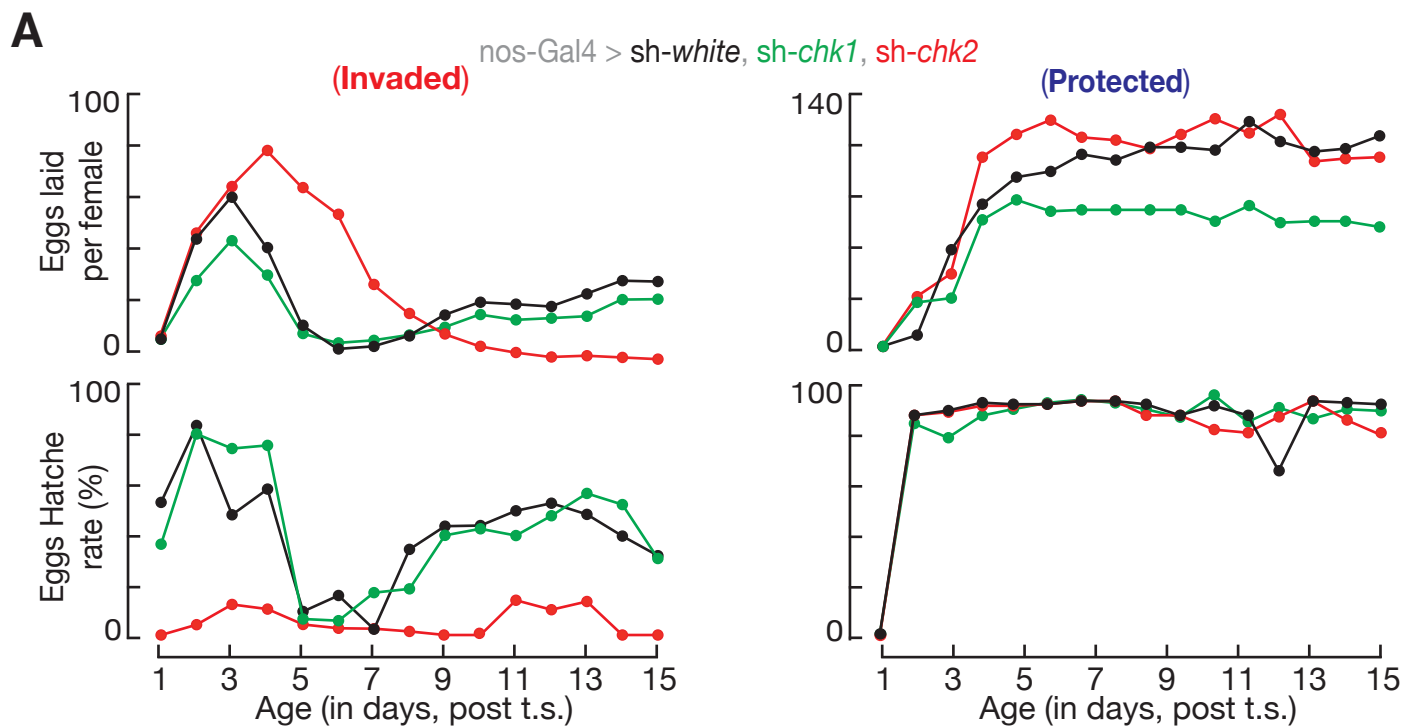 A
nos-Gal4 > sh-white, sh-chk1, sh-chk2
(Invaded)
(Protected)
100
0
Eggs laid
per female
140
0
100
0
Eggs Hatche
rate (%)
100
0
1 3 5 7 9 11 13 15
Age (in days, post t.s.)
1 3 5 7 9 11 13 15
Age (in days, post t.s.)